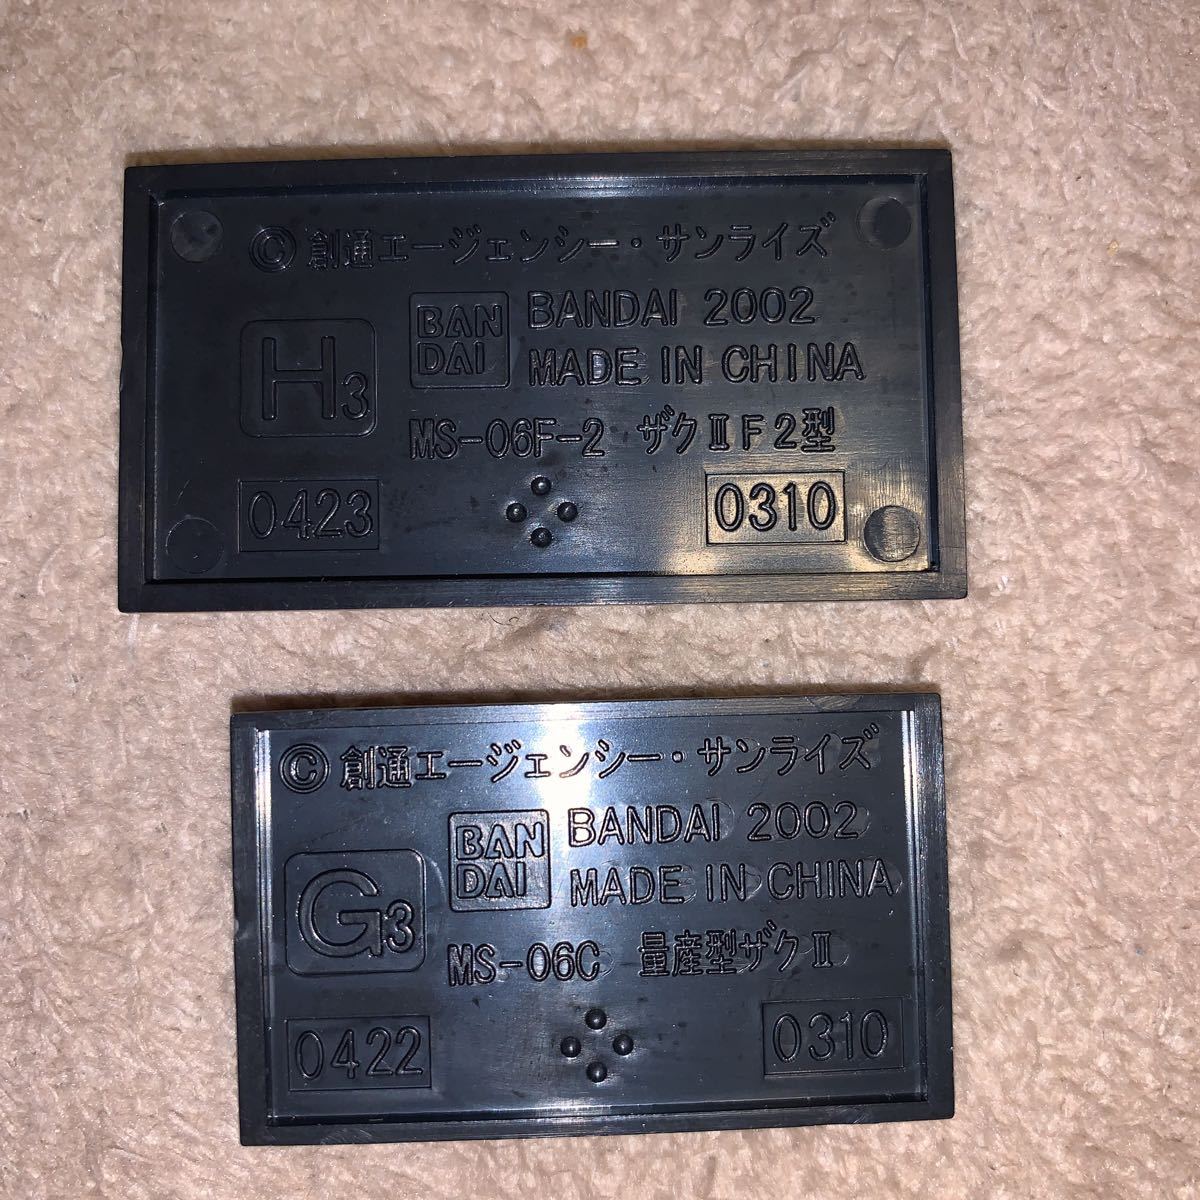 © 創通エージェンシー・サンライズ
BAN
DAI
BANDAI 2002
MADE IN CHINA
H3
MS-06F-2 ザクⅡF2型
0423
0310
© 創通エージェンシー・サンライズ
BAN
DAI
BANDAI 2002
MADE IN CHINA
G3
MS-06C 量産型ザクⅡ
0422
0310